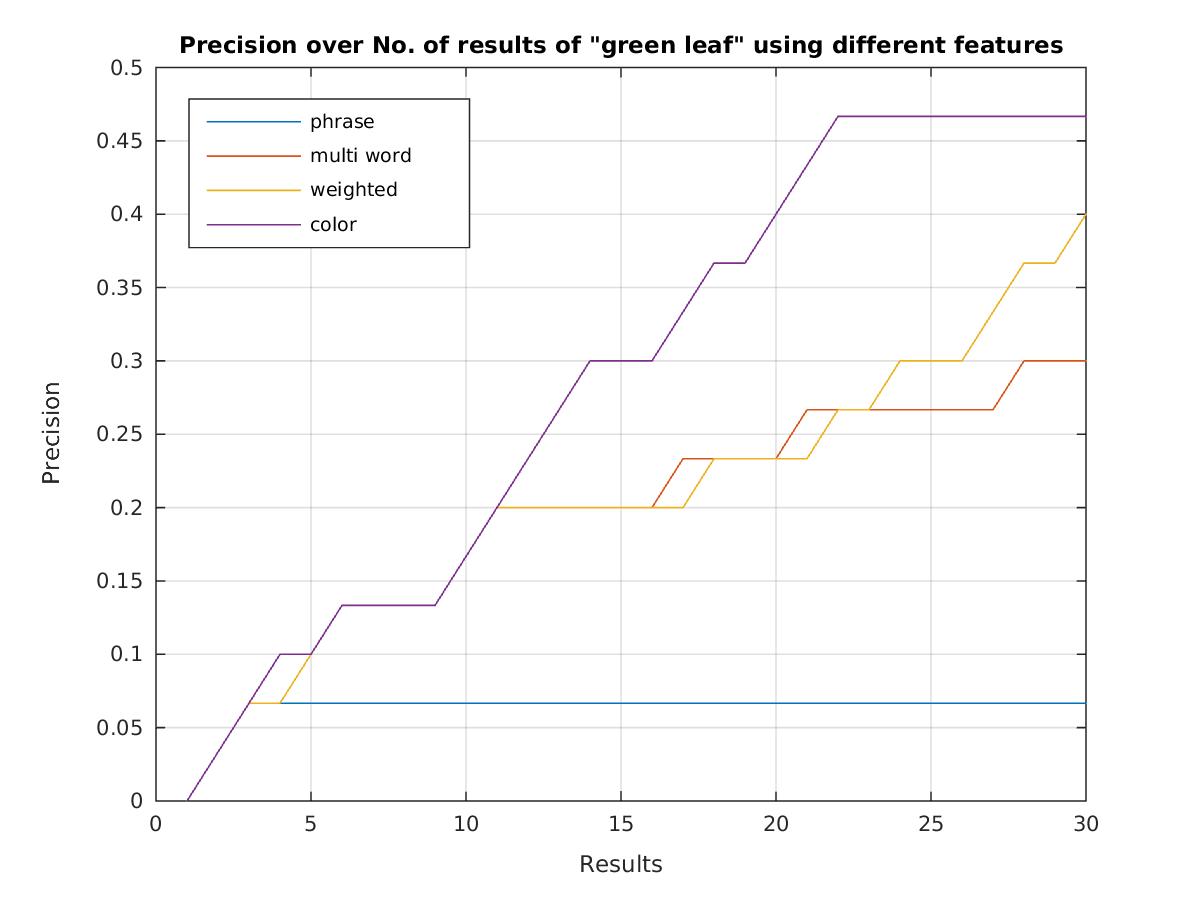 Precision over No. of results of "green leaf" using different features
0.5
0.45
0.4
0.35
0.3
0.25
0.2
0.15
0.1
0.05
0
Precision
phrase
multi word
weighted
color
0 5 10 15 20 25 30
Results